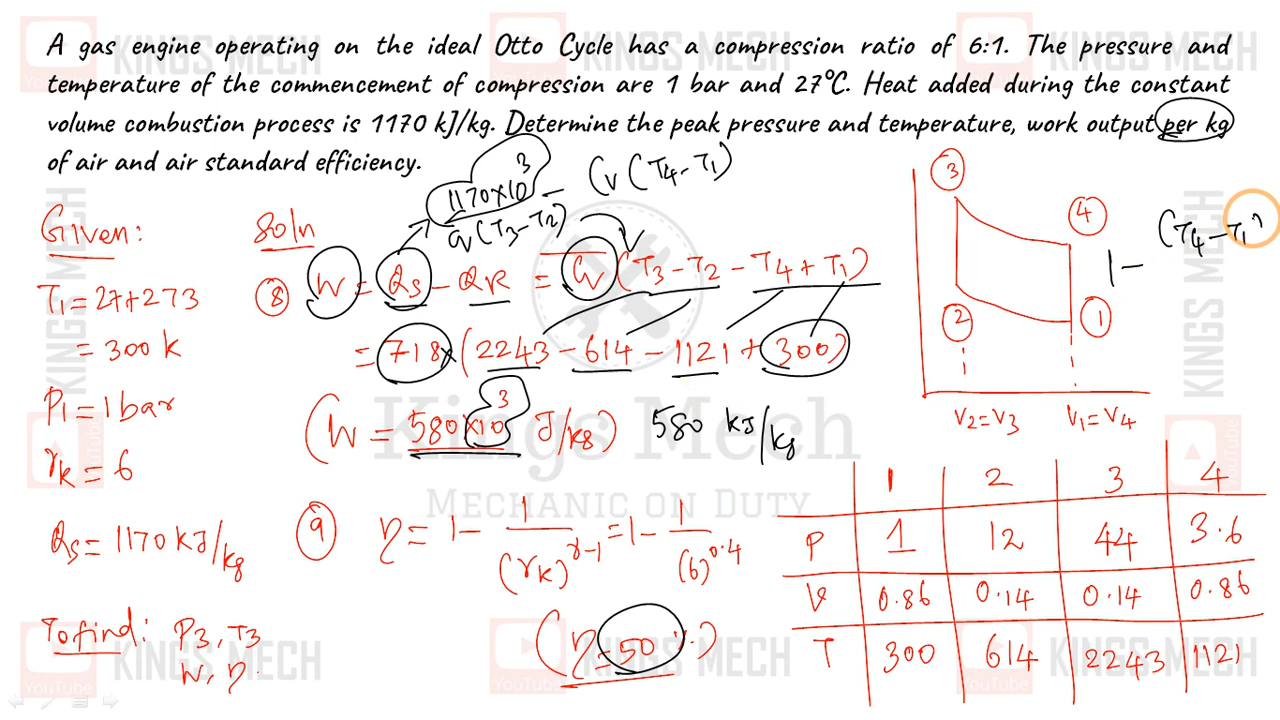 A gas engine operating on the ideal Otto Cycle has a compression ratio of 6:1. The pressure and
temperature of the commencement of compression are 1 bar and 27°C. Heat added during the constant
volume combustion process is 1170 kJ/kg. Determine the peak pressure and temperature, work output per kg
of air and air standard efficiency.
1170×10³ – Cv (T4–T1)
Cv (T3–T2)
Given:
T1 = 27+273
= 300 k
P1 = 1 bar
rk = 6
Qs = 1170 kJ/kg
To find: P3, T3
W, η.
Soln
⑧ W = Qs – QR = Cv (T3 – T2 – T4 + T1)
= 718 × (2243 – 614 – 1121 + 300)
(W = 580×10³ J/kg) 580 kJ/kg
⑨ η = 1 – 1/(rk)^γ–1 = 1 – 1/(6)^0.4
(η = 50 %)
③
④
②
①
V2=V3 V1=V4
1 – (T4–T1)
1 2 3 4
P 1 12 44 3.6
V 0.86 0.14 0.14 0.86
T 300 614 2243 1121
Kings Mech
MECHANIC ON DUTY
KINGS MECH
YouTube